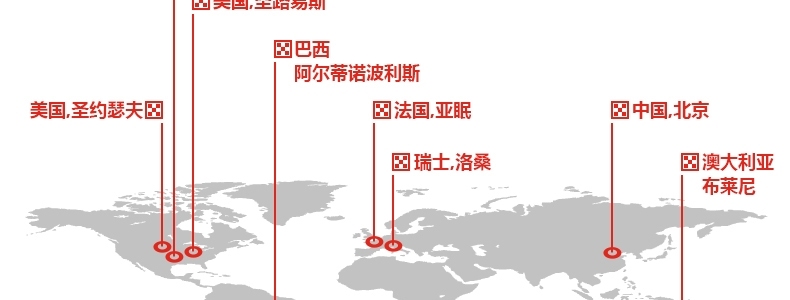 美国,圣路易斯
巴西
阿尔蒂诺波利斯
美国,圣约瑟夫
法国,亚眠
中国,北京
瑞士,洛桑
澳大利亚
布莱尼